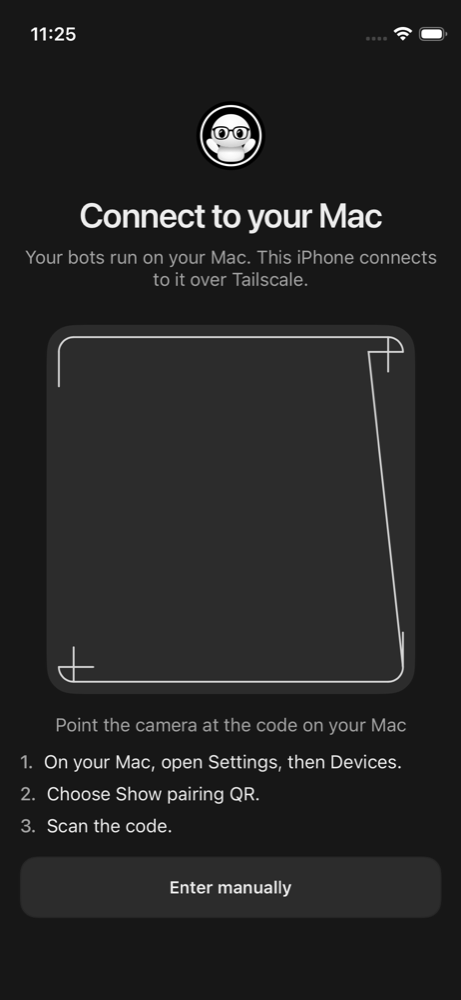 11:25
Connect to your Mac
Your bots run on your Mac. This iPhone connects
to it over Tailscale.
Point the camera at the code on your Mac
1. On your Mac, open Settings, then Devices.
2. Choose Show pairing QR.
3. Scan the code.
Enter manually